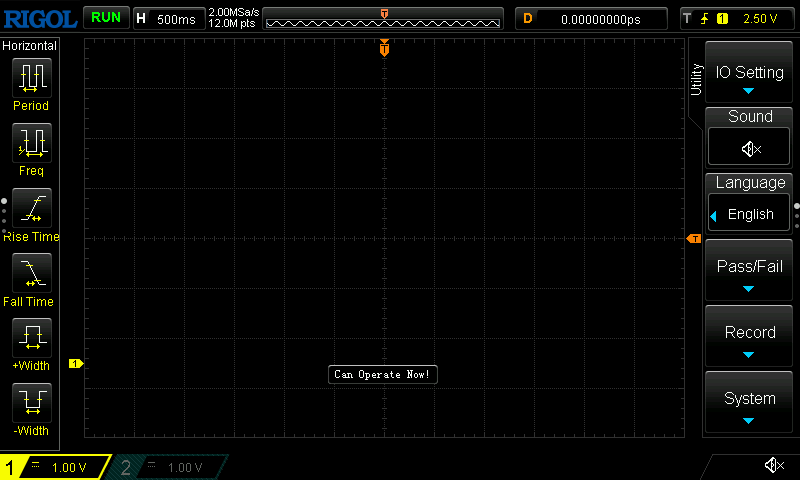 RIGOL
RUN
H 500ms
2.00MSa/s
12.0M pts
T
D 0.00000000ps
T 1 2.50 V
Horizontal
Period
Freq
Rise Time
Fall Time
+Width
-Width
T
T
1
Can Operate Now!
Utility
IO Setting
Sound
Language
English
Pass/Fail
Record
System
1 1.00 V
2 1.00 V